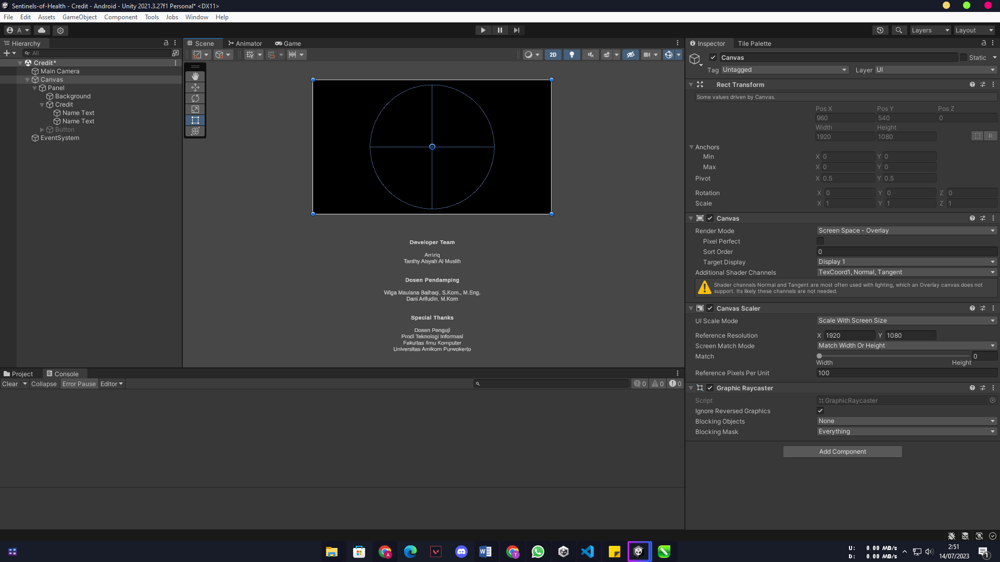 Sentinels-of-Health - Credit - Android - Unity 2021.3.27f1 Personal* <DX11>
File Edit Assets GameObject Component Tools Jobs Window Help
A
Layers
Layout
Hierarchy
All
Credit*
Main Camera
Canvas
Panel
Background
Credit
Name Text
Name Text
Button
EventSystem
Scene Animator Game
2D
Developer Team
Arriziq
Tanthy Aisyah Al Muslih
Dosen Pendamping
Wiga Maulana Baihaqi, S.Kom., M.Eng.
Dani Arifudin, M.Kom
Special Thanks
Dosen Penguji
Prodi Teknologi Informasi
Fakultas Ilmu Komputer
Universitas Amikom Purwokerto
Project Console
Clear Collapse Error Pause Editor
0 0 0
Inspector Tile Palette
Canvas Static
Tag Untagged Layer UI
Rect Transform
Some values driven by Canvas.
Pos X Pos Y Pos Z
960 540 0
Width Height
1920 1080
R
Anchors
Min X 0 Y 0
Max X 0 Y 0
Pivot X 0.5 Y 0.5
Rotation X 0 Y 0 Z 0
Scale X 1 Y 1 Z 1
Canvas
Render Mode Screen Space - Overlay
Pixel Perfect
Sort Order 0
Target Display Display 1
Additional Shader Channels TexCoord1, Normal, Tangent
Shader channels Normal and Tangent are most often used with lighting, which an Overlay canvas does not
support. Its likely these channels are not needed.
Canvas Scaler
UI Scale Mode Scale With Screen Size
Reference Resolution X 1920 Y 1080
Screen Match Mode Match Width Or Height
Match 0
Width Height
Reference Pixels Per Unit 100
Graphic Raycaster
Script GraphicRaycaster
Ignore Reversed Graphics
Blocking Objects None
Blocking Mask Everything
Add Component
U: 0.00 MB/s
D: 0.00 MB/s
2:51
14/07/2023
1